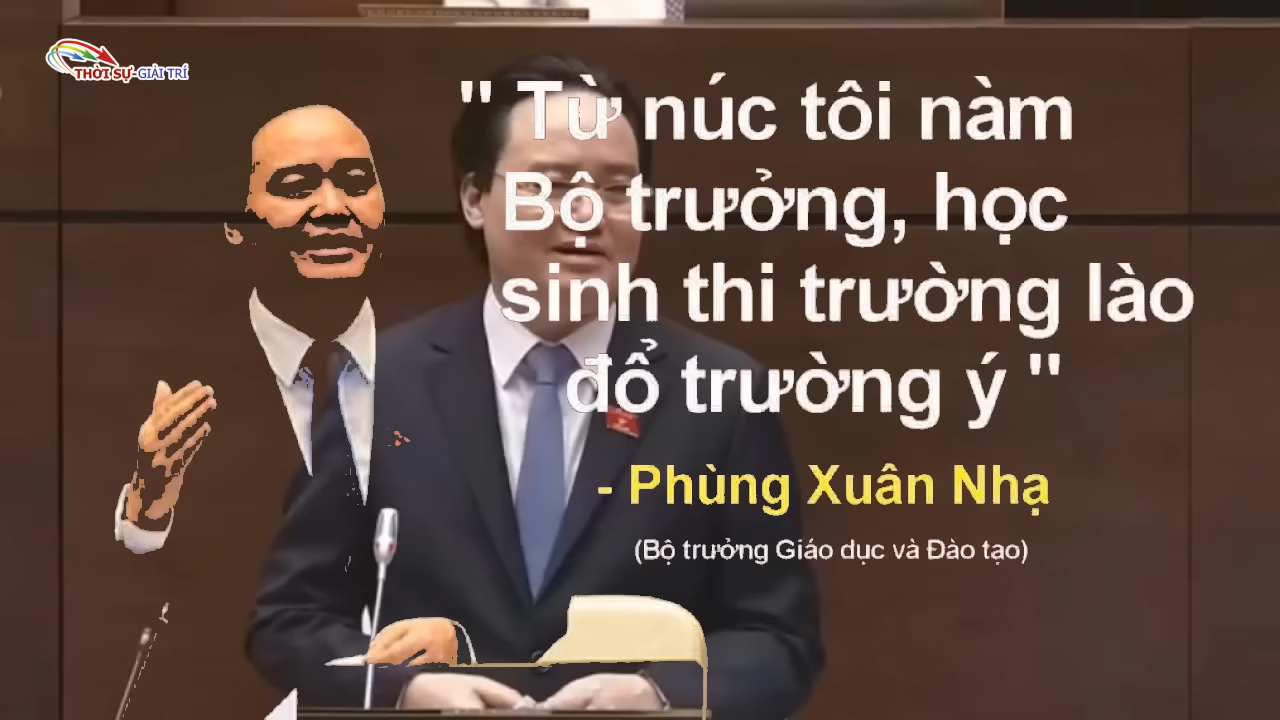 THỜI SỰ-GIẢI TRÍ
" Từ núc tôi nàm
Bộ trưởng, học
sinh thi trường lào
đổ trường ý "
- Phùng Xuân Nhạ
(Bộ trưởng Giáo dục và Đào tạo)